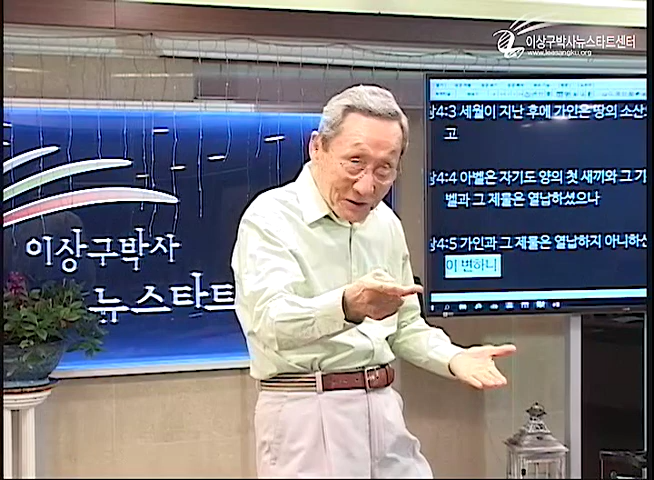 이상구박사뉴스타트센터
www.leesangku.org
4:3 세월이 지난 후에 가인은 땅의 소산
고
4:4 아벨은 자기도 양의 첫 새끼와 그 기
벨과 그 제물은 열납하셨으나
4:5 가인과 그 제물은 열납하지 아니하
이 변하니
이상구박사
뉴스타트